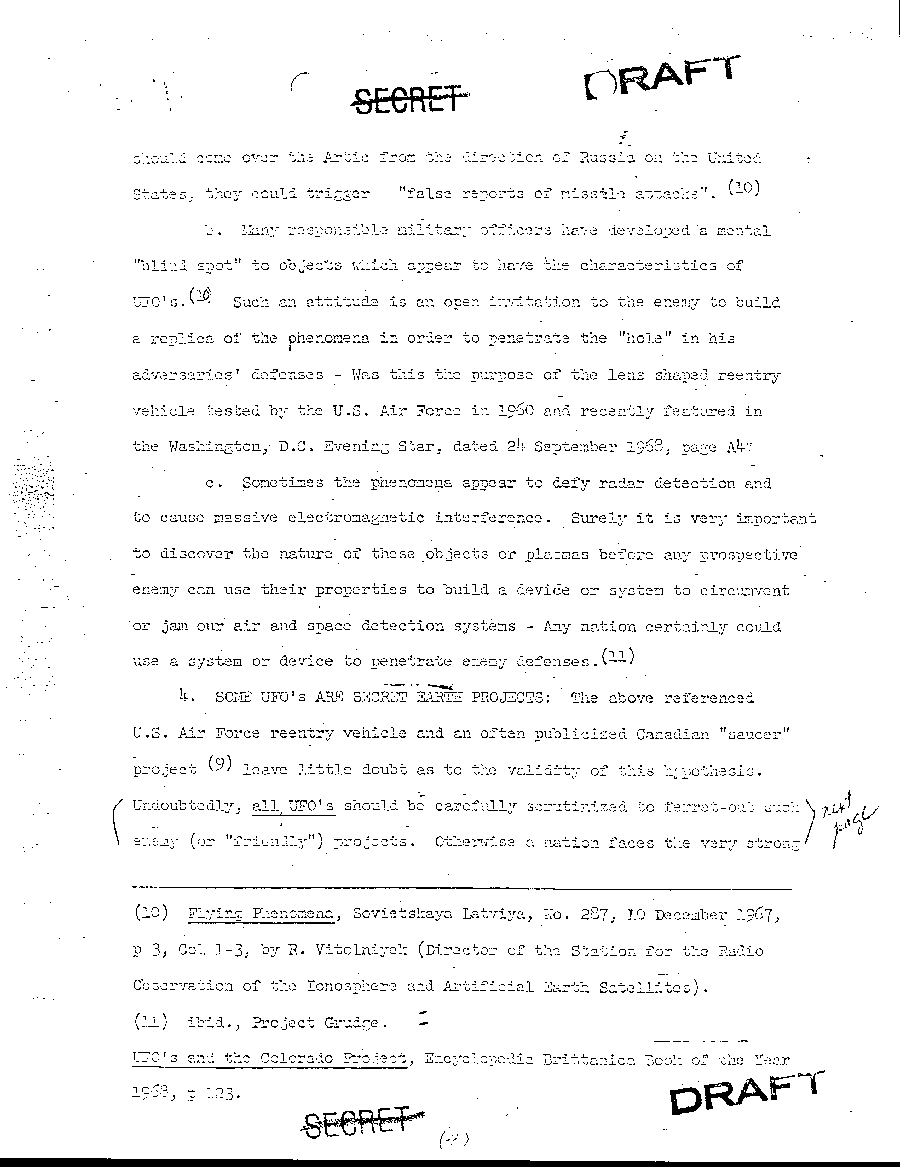 DRAFT
SECRET
should come over the Artic from the direction of Russia on the United
States, they could trigger "false reports of missile attacks". (10)
b. Many responsible military officers have developed a mental
"blind spot" to objects which appear to have the characteristics of
UFO's. (10) Such an attitude is an open invitation to the enemy to build
a replica of the phenomena in order to penetrate the "hole" in his
adversaries' defenses - Was this the purpose of the lens shaped reentry
vehicle tested by the U.S. Air Force in 1960 and recently featured in
the Washington, D.C. Evening Star, dated 24 September 1968, page A4?
c. Sometimes the phenomena appear to defy radar detection and
to cause massive electromagnetic interference. Surely it is very important
to discover the nature of these objects or plasmas before any prospective
enemy can use their properties to build a devide or system to circumvent
or jam our air and space detection systems - Any nation certainly could
use a system or device to penetrate enemy defenses. (11)
4. SOME UFO's ARE SECRET EARTH PROJECTS: The above referenced
U.S. Air Force reentry vehicle and an often publicized Canadian "saucer"
project (9) leave little doubt as to the validity of this hypothesis.
Undoubtedly, all UFO's should be carefully scrutinized to ferret-out such
enemy (or "friendly") projects. Otherwise a nation faces the very strong
next
page
(10) Flying Phenomena, Sovietskaya Latviya, No. 287, 10 December 1967,
p 3, Col 1-3, by R. Vitolniyek (Director of the Station for the Radio
Observation of the Ionosphere and Artificial Earth Satellites).
(11) ibid., Project Grudge.
UFO's and the Colorado Project, Encyclopedia Brittanica Book of the Year
1968, p 123.
DRAFT
SECRET